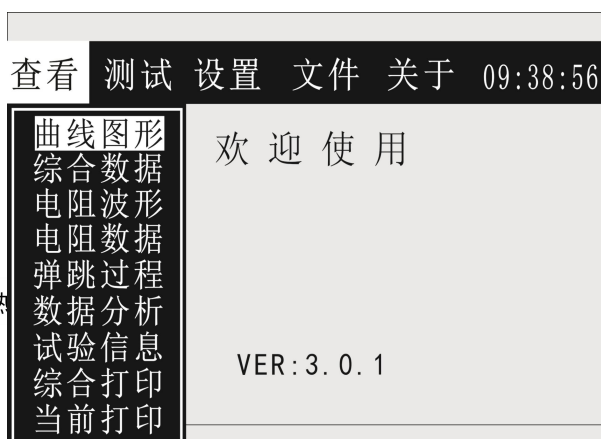 查看 测试 设置 文件 关于 09:38:56
曲线图形
综合数据
电阻波形
电阻数据
弹跳过程
数据分析
试验信息
综合打印
当前打印
欢迎使用
VER:3.0.1